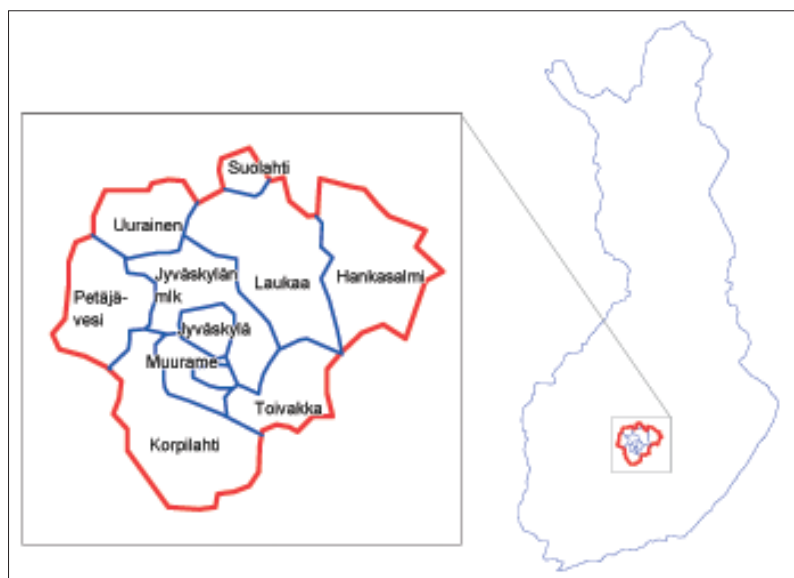 Suolahti
Uurainen
Jyväskylän
mlk
Laukaa
Hankasalmi
Petäjä-
vesi
Jyväskylä
Muurame
Toivakka
Korpilahti